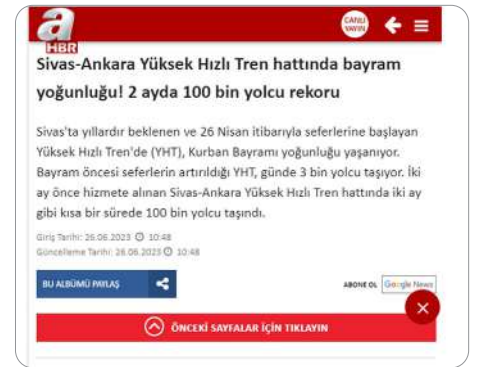 a
HBR
CANLI
YAYIN
Sivas-Ankara Yüksek Hızlı Tren hattında bayram
yoğunluğu! 2 ayda 100 bin yolcu rekoru
Sivas'ta yıllardır beklenen ve 26 Nisan itibarıyla seferlerine başlayan
Yüksek Hızlı Tren'de (YHT), Kurban Bayramı yoğunluğu yaşanıyor.
Bayram öncesi seferlerin artırıldığı YHT, günde 3 bin yolcu taşıyor. İki
ay önce hizmete alınan Sivas-Ankara Yüksek Hızlı Tren hattında iki ay
gibi kısa bir sürede 100 bin yolcu taşındı.
Giriş Tarihi: 26.06.2023 10:48
Güncelleme Tarihi: 26.06.2023 10:48
BU ALBÜMÜ PAYLAŞ
ABONE OL Google News
ÖNCEKİ SAYFALAR İÇİN TIKLAYIN